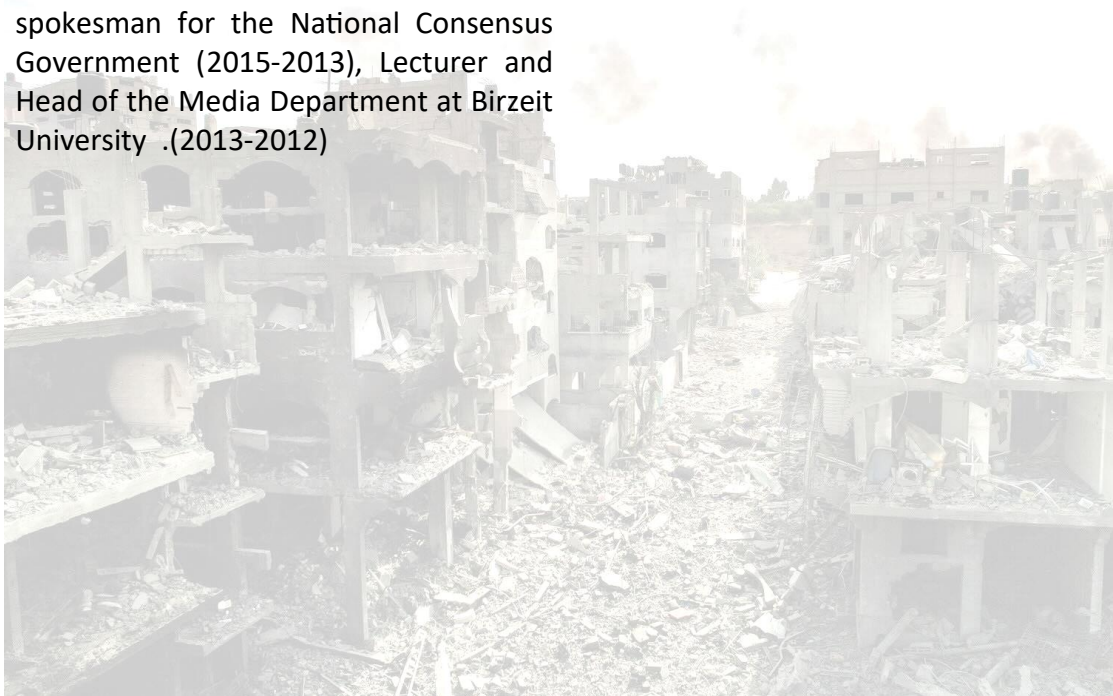 spokesman for the National Consensus
Government (2015-2013), Lecturer and
Head of the Media Department at Birzeit
University .(2013-2012)